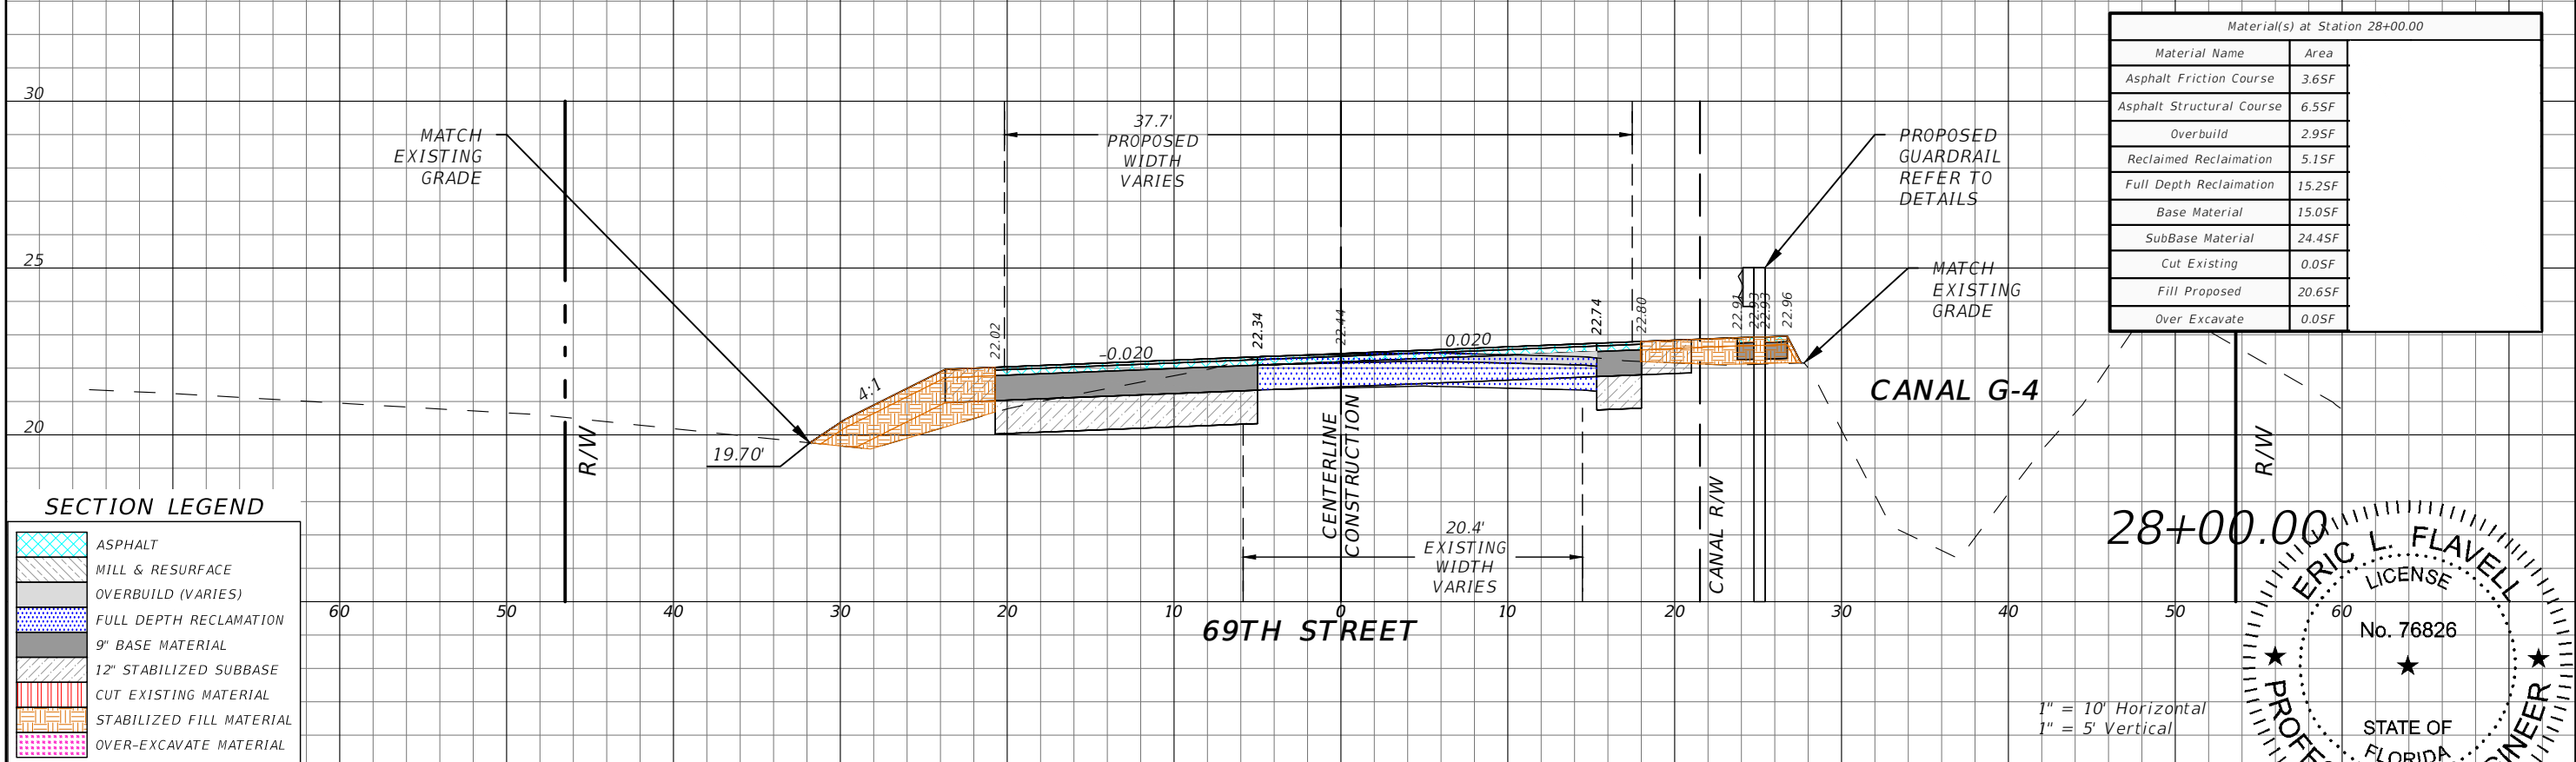 Material(s) at Station 28+00.00
Material Name Area
Asphalt Friction Course 3.6SF
Asphalt Structural Course 6.5SF
Overbuild 2.9SF
Reclaimed Reclaimation 5.1SF
Full Depth Reclaimation 15.2SF
Base Material 15.0SF
SubBase Material 24.4SF
Cut Existing 0.0SF
Fill Proposed 20.6SF
Over Excavate 0.0SF
30
25
20
MATCH
EXISTING
GRADE
37.7'
PROPOSED
WIDTH
VARIES
PROPOSED
GUARDRAIL
REFER TO
DETAILS
MATCH
EXISTING
GRADE
22.02
22.34
22.44
22.74
22.80
22.91
22.93
22.93
22.96
-0.020
0.020
4:1
19.70'
R/W
CENTERLINE
CONSTRUCTION
20.4'
EXISTING
WIDTH
VARIES
CANAL R/W
CANAL G-4
R/W
28+00.00
60 50 40 30 20 10 0 10 20 30 40 50 60
69TH STREET
SECTION LEGEND
ASPHALT
MILL & RESURFACE
OVERBUILD (VARIES)
FULL DEPTH RECLAMATION
9" BASE MATERIAL
12" STABILIZED SUBBASE
CUT EXISTING MATERIAL
STABILIZED FILL MATERIAL
OVER-EXCAVATE MATERIAL
1" = 10' Horizontal
1" = 5' Vertical
ERIC L. FLAVELL
LICENSE
No. 76826
STATE OF
FLORIDA